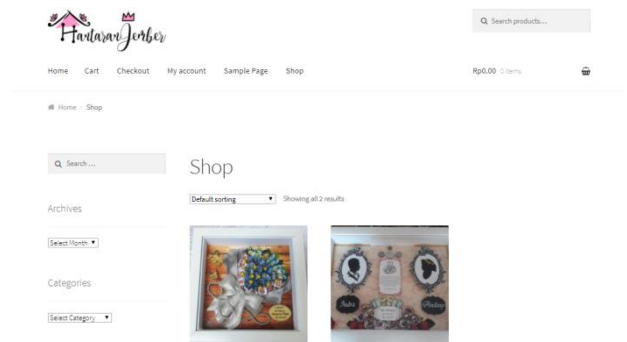 HantaranJember
Search products…
Home Cart Checkout My account Sample Page Shop Rp0.00 0 items
Home Shop
Search …
Shop
Default sorting Showing all 2 results
Archives
Select Month
Categories
Select Category